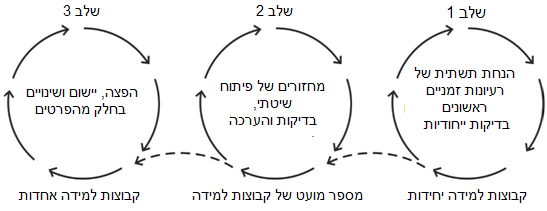 שלב 1
הנחת תשתית של
רעיונות זמניים
ראשונים
בדיקות ייחודיות
קבוצות למידה יחידות
שלב 2
מחזורים של פיתוח
שיטתי,
בדיקות והערכה
מספר מועט של קבוצות למידה
שלב 3
הפצה, יישום ושינויים
בחלק מהפרטים
קבוצות למידה אחדות